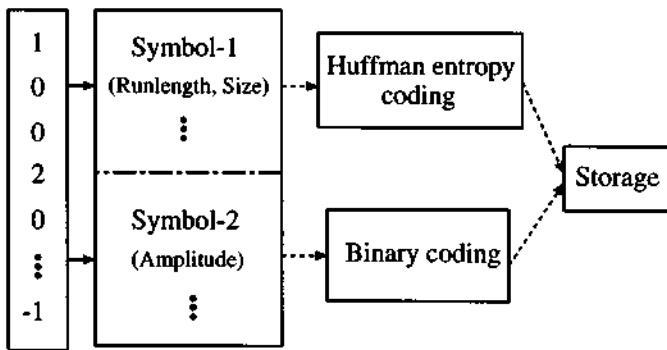 1
0
0
2
0
-1
Symbol-1
(Runlength, Size)
Symbol-2
(Amplitude)
Huffman entropy
coding
Binary coding
Storage